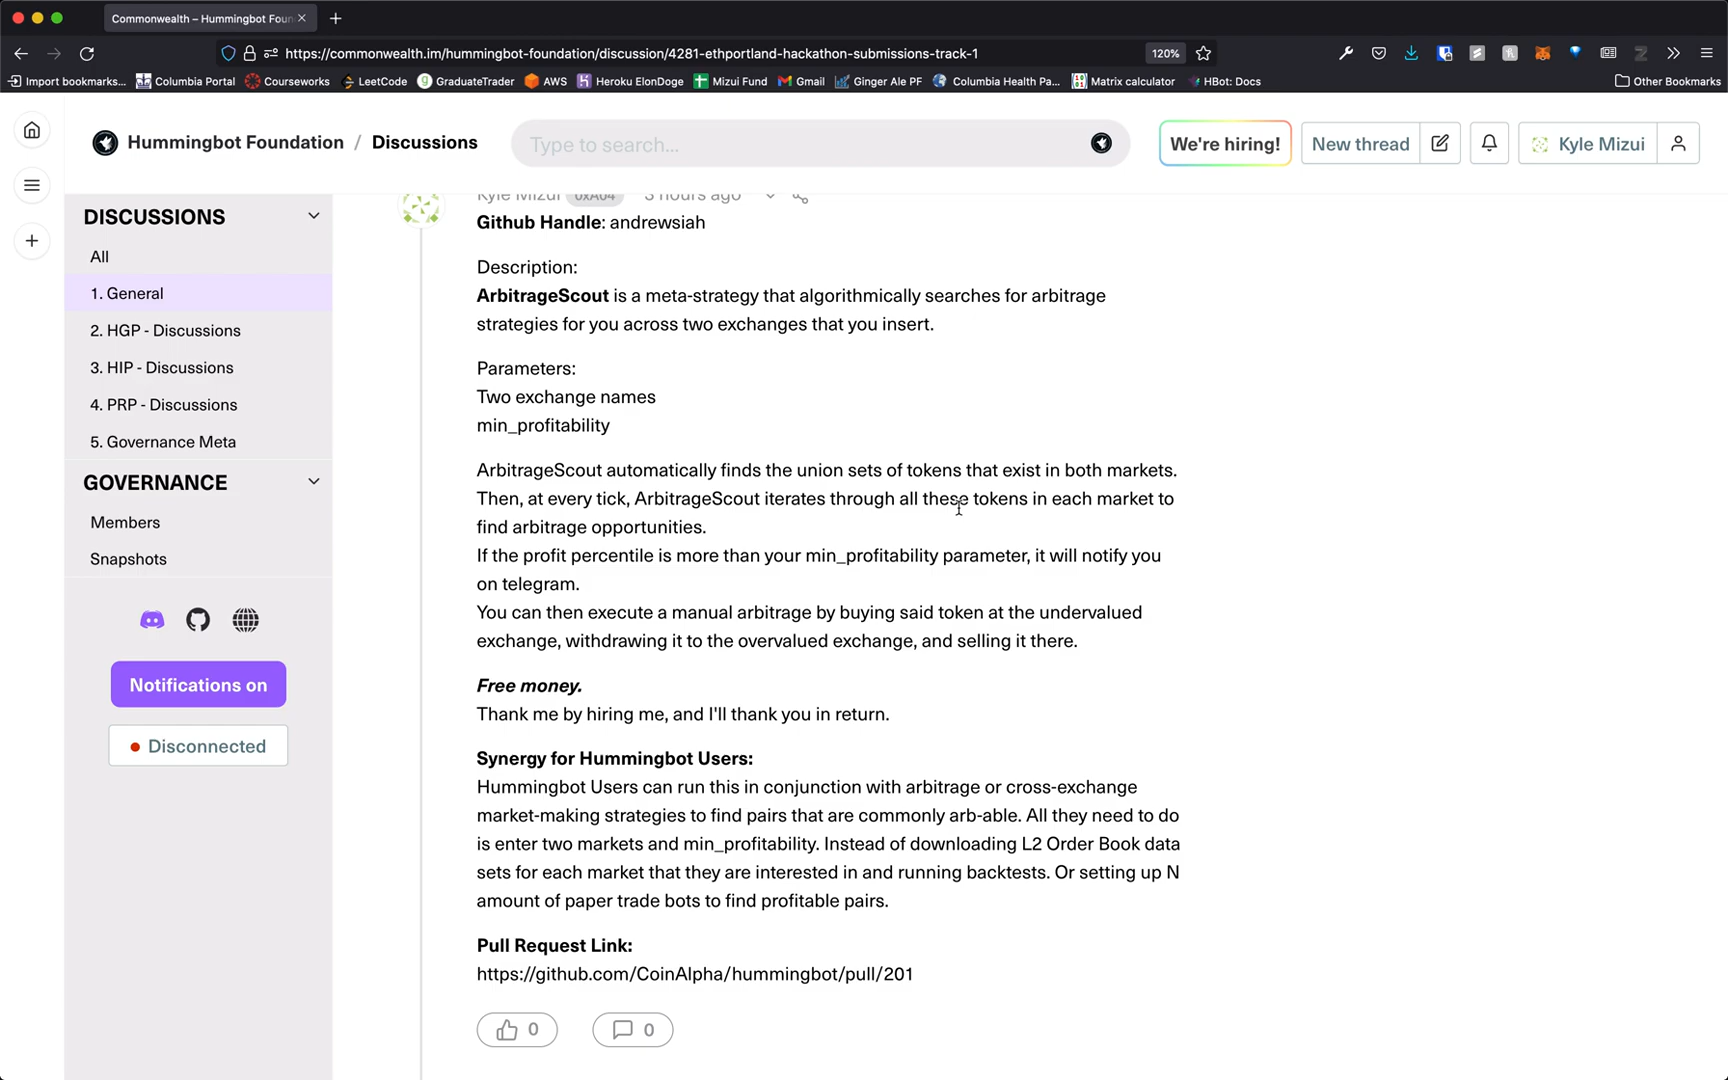 Commonwealth – Hummingbot Foun
https://commonwealth.im/hummingbot-foundation/discussion/4281-ethportland-hackathon-submissions-track-1
120%
Import bookmarks... Columbia Portal Courseworks LeetCode GraduateTrader AWS Heroku ElonDoge Mizui Fund Gmail Ginger Ale PF Columbia Health Pa... Matrix calculator HBot: Docs Other Bookmarks
Hummingbot Foundation / Discussions
Type to search...
We're hiring!
New thread
Kyle Mizui
DISCUSSIONS
All
1. General
2. HGP - Discussions
3. HIP - Discussions
4. PRP - Discussions
5. Governance Meta
GOVERNANCE
Members
Snapshots
Notifications on
Disconnected
Kyle Mizui 0xA04 3 hours ago
Github Handle: andrewsiah
Description:
ArbitrageScout is a meta-strategy that algorithmically searches for arbitrage
strategies for you across two exchanges that you insert.
Parameters:
Two exchange names
min_profitability
ArbitrageScout automatically finds the union sets of tokens that exist in both markets.
Then, at every tick, ArbitrageScout iterates through all these tokens in each market to
find arbitrage opportunities.
If the profit percentile is more than your min_profitability parameter, it will notify you
on telegram.
You can then execute a manual arbitrage by buying said token at the undervalued
exchange, withdrawing it to the overvalued exchange, and selling it there.
Free money.
Thank me by hiring me, and I'll thank you in return.
Synergy for Hummingbot Users:
Hummingbot Users can run this in conjunction with arbitrage or cross-exchange
market-making strategies to find pairs that are commonly arb-able. All they need to do
is enter two markets and min_profitability. Instead of downloading L2 Order Book data
sets for each market that they are interested in and running backtests. Or setting up N
amount of paper trade bots to find profitable pairs.
Pull Request Link:
https://github.com/CoinAlpha/hummingbot/pull/201
0
0